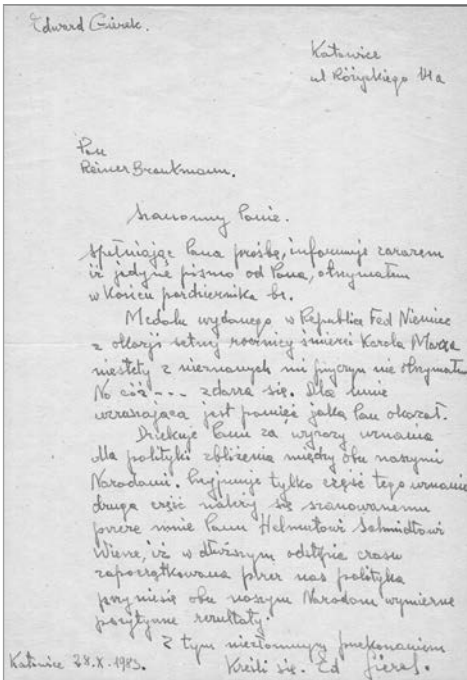 Edward Gierek.
Katowice
ul Różyckiego 14a
Pan
Reiner Brautmann.
Szanowny Panie.
Spełniając Pana prośbę, informuję zarazem
iż jedyne pismo od Pana, otrzymałem
w końcu października br.
Medalu wydanego w Republice Fed Niemiec
z okazji setnej rocznicy śmierci Karola Marxa
niestety z nieznanych mi przyczyn nie otrzymałem
No cóż --- zdarza się. Dla mnie
wzruszająca jest pamięć jaką Pan okazał.
Dziękuję Panu za wyrazy uznania
dla polityki zbliżenia między obu naszymi
Narodami. Przyjmuję tylko część tego uznania
druga część należy się szanowanemu
przeze mnie Panu Helmutowi Schmidtowi
Wierzę, iż w dłuższym odstępie czasu
zapoczątkowana przez nas polityka
przyniesie obu naszym Narodom wymierne
pozytywne rezultaty.
Z tym niezłomnym przekonaniem
Katowice 28.X.1983. Kreśli się. Ed Gierek.